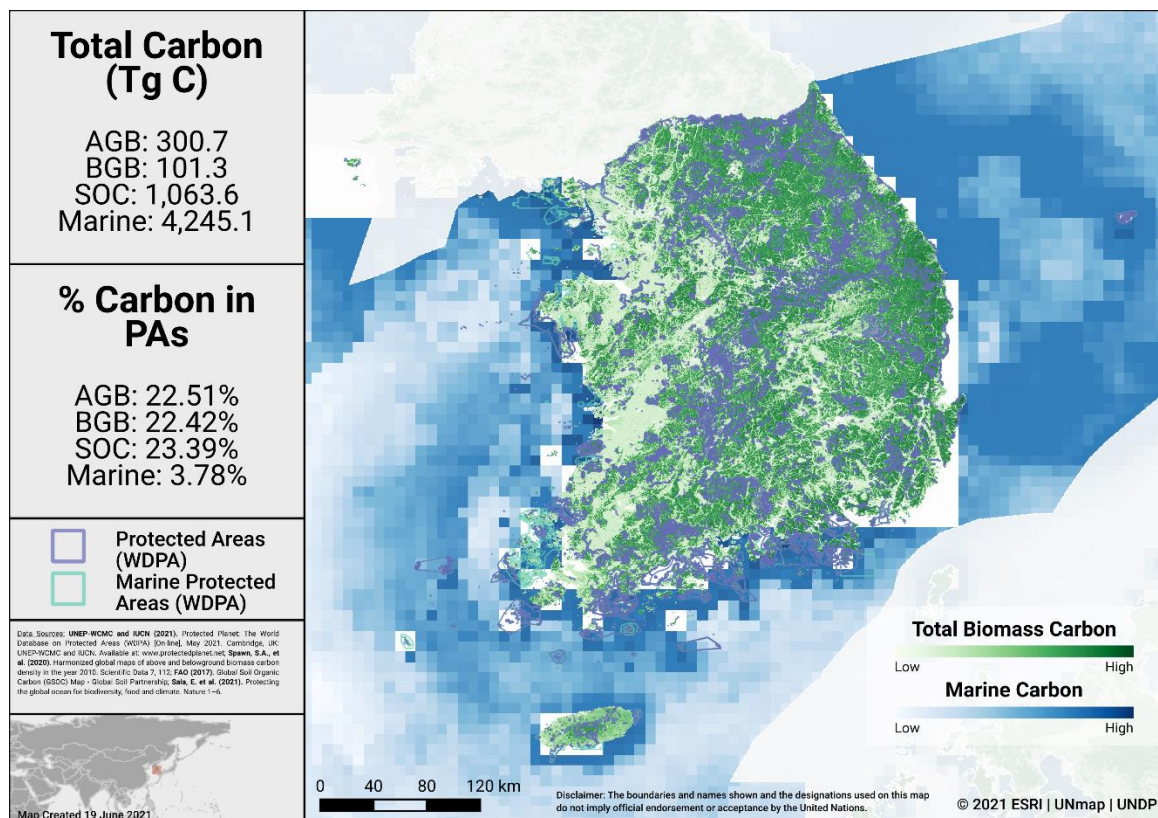 Total Carbon
(Tg C)
AGB: 300.7
BGB: 101.3
SOC: 1,063.6
Marine: 4,245.1
% Carbon in
PAs
AGB: 22.51%
BGB: 22.42%
SOC: 23.39%
Marine: 3.78%
Protected Areas
(WDPA)
Marine Protected
Areas (WDPA)
Data Sources: UNEP-WCMC and IUCN (2021). Protected Planet: The World
Database on Protected Areas (WDPA) [On-line], May 2021. Cambridge, UK:
UNEP-WCMC and IUCN. Available at: www.protectedplanet.net; Spawn, S.A., et
al. (2020). Harmonized global maps of above and belowground biomass carbon
density in the year 2010. Scientific Data 7, 112; FAO (2017). Global Soil Organic
Carbon (GSOC) Map - Global Soil Partnership; Sala, E. et al. (2021). Protecting
the global ocean for biodiversity, food and climate. Nature 1–6.
Map Created 19 June 2021
0 40 80 120 km
Total Biomass Carbon
Low High
Marine Carbon
Low High
Disclaimer: The boundaries and names shown and the designations used on this map
do not imply official endorsement or acceptance by the United Nations.
© 2021 ESRI | UNmap | UNDP